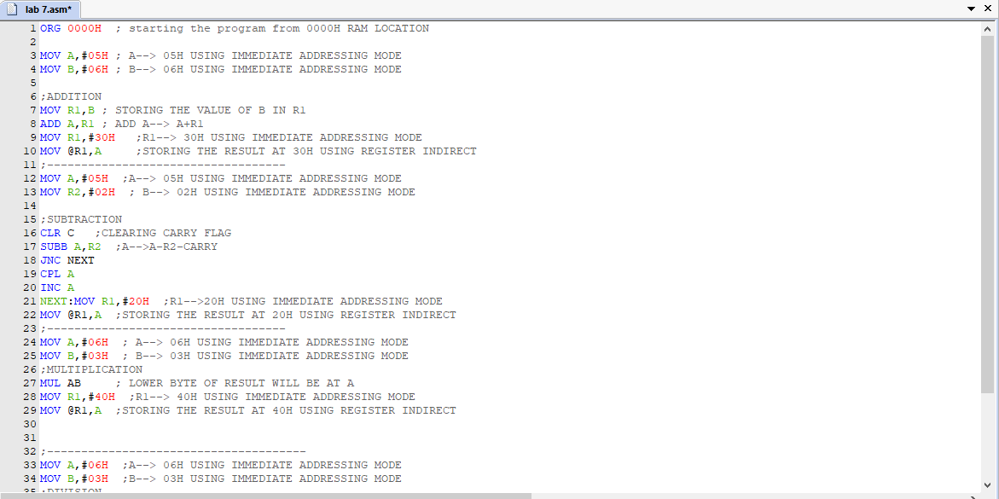 lab 7.asm*
1 ORG 0000H  ; starting the program from 0000H RAM LOCATION
2
3 MOV A,#05H ; A--> 05H USING IMMEDIATE ADDRESSING MODE
4 MOV B,#06H ; B--> 06H USING IMMEDIATE ADDRESSING MODE
5
6 ;ADDITION
7 MOV R1,B ; STORING THE VALUE OF B IN R1
8 ADD A,R1 ; ADD A--> A+R1
9 MOV R1,#30H   ;R1--> 30H USING IMMEDIATE ADDRESSING MODE
10 MOV @R1,A     ;STORING THE RESULT AT 30H USING REGISTER INDIRECT
11 ;-----------------------------------
12 MOV A,#05H  ;A--> 05H USING IMMEDIATE ADDRESSING MODE
13 MOV R2,#02H  ; B--> 02H USING IMMEDIATE ADDRESSING MODE
14
15 ;SUBTRACTION
16 CLR C   ;CLEARING CARRY FLAG
17 SUBB A,R2  ;A-->A-R2-CARRY
18 JNC NEXT
19 CPL A
20 INC A
21 NEXT:MOV R1,#20H  ;R1-->20H USING IMMEDIATE ADDRESSING MODE
22 MOV @R1,A  ;STORING THE RESULT AT 20H USING REGISTER INDIRECT
23 ;-----------------------------------
24 MOV A,#06H  ; A--> 06H USING IMMEDIATE ADDRESSING MODE
25 MOV B,#03H  ; B--> 03H USING IMMEDIATE ADDRESSING MODE
26 ;MULTIPLICATION
27 MUL AB     ; LOWER BYTE OF RESULT WILL BE AT A
28 MOV R1,#40H  ;R1--> 40H USING IMMEDIATE ADDRESSING MODE
29 MOV @R1,A  ;STORING THE RESULT AT 40H USING REGISTER INDIRECT
30
31
32 ;--------------------------------------
33 MOV A,#06H  ;A--> 06H USING IMMEDIATE ADDRESSING MODE
34 MOV B,#03H  ;B--> 03H USING IMMEDIATE ADDRESSING MODE
35 ;DIVISION